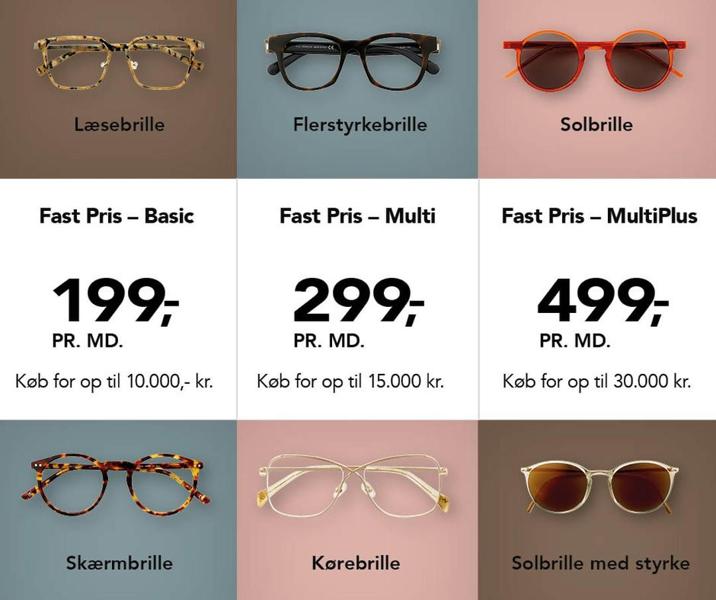 Læsebrille
Flerstyrkebrille
Solbrille
Fast Pris – Basic
199,-
PR. MD.
Køb for op til 10.000,- kr.
Fast Pris – Multi
299,-
PR. MD.
Køb for op til 15.000 kr.
Fast Pris – MultiPlus
499,-
PR. MD.
Køb for op til 30.000 kr.
Skærmbrille
Kørebrille
Solbrille med styrke